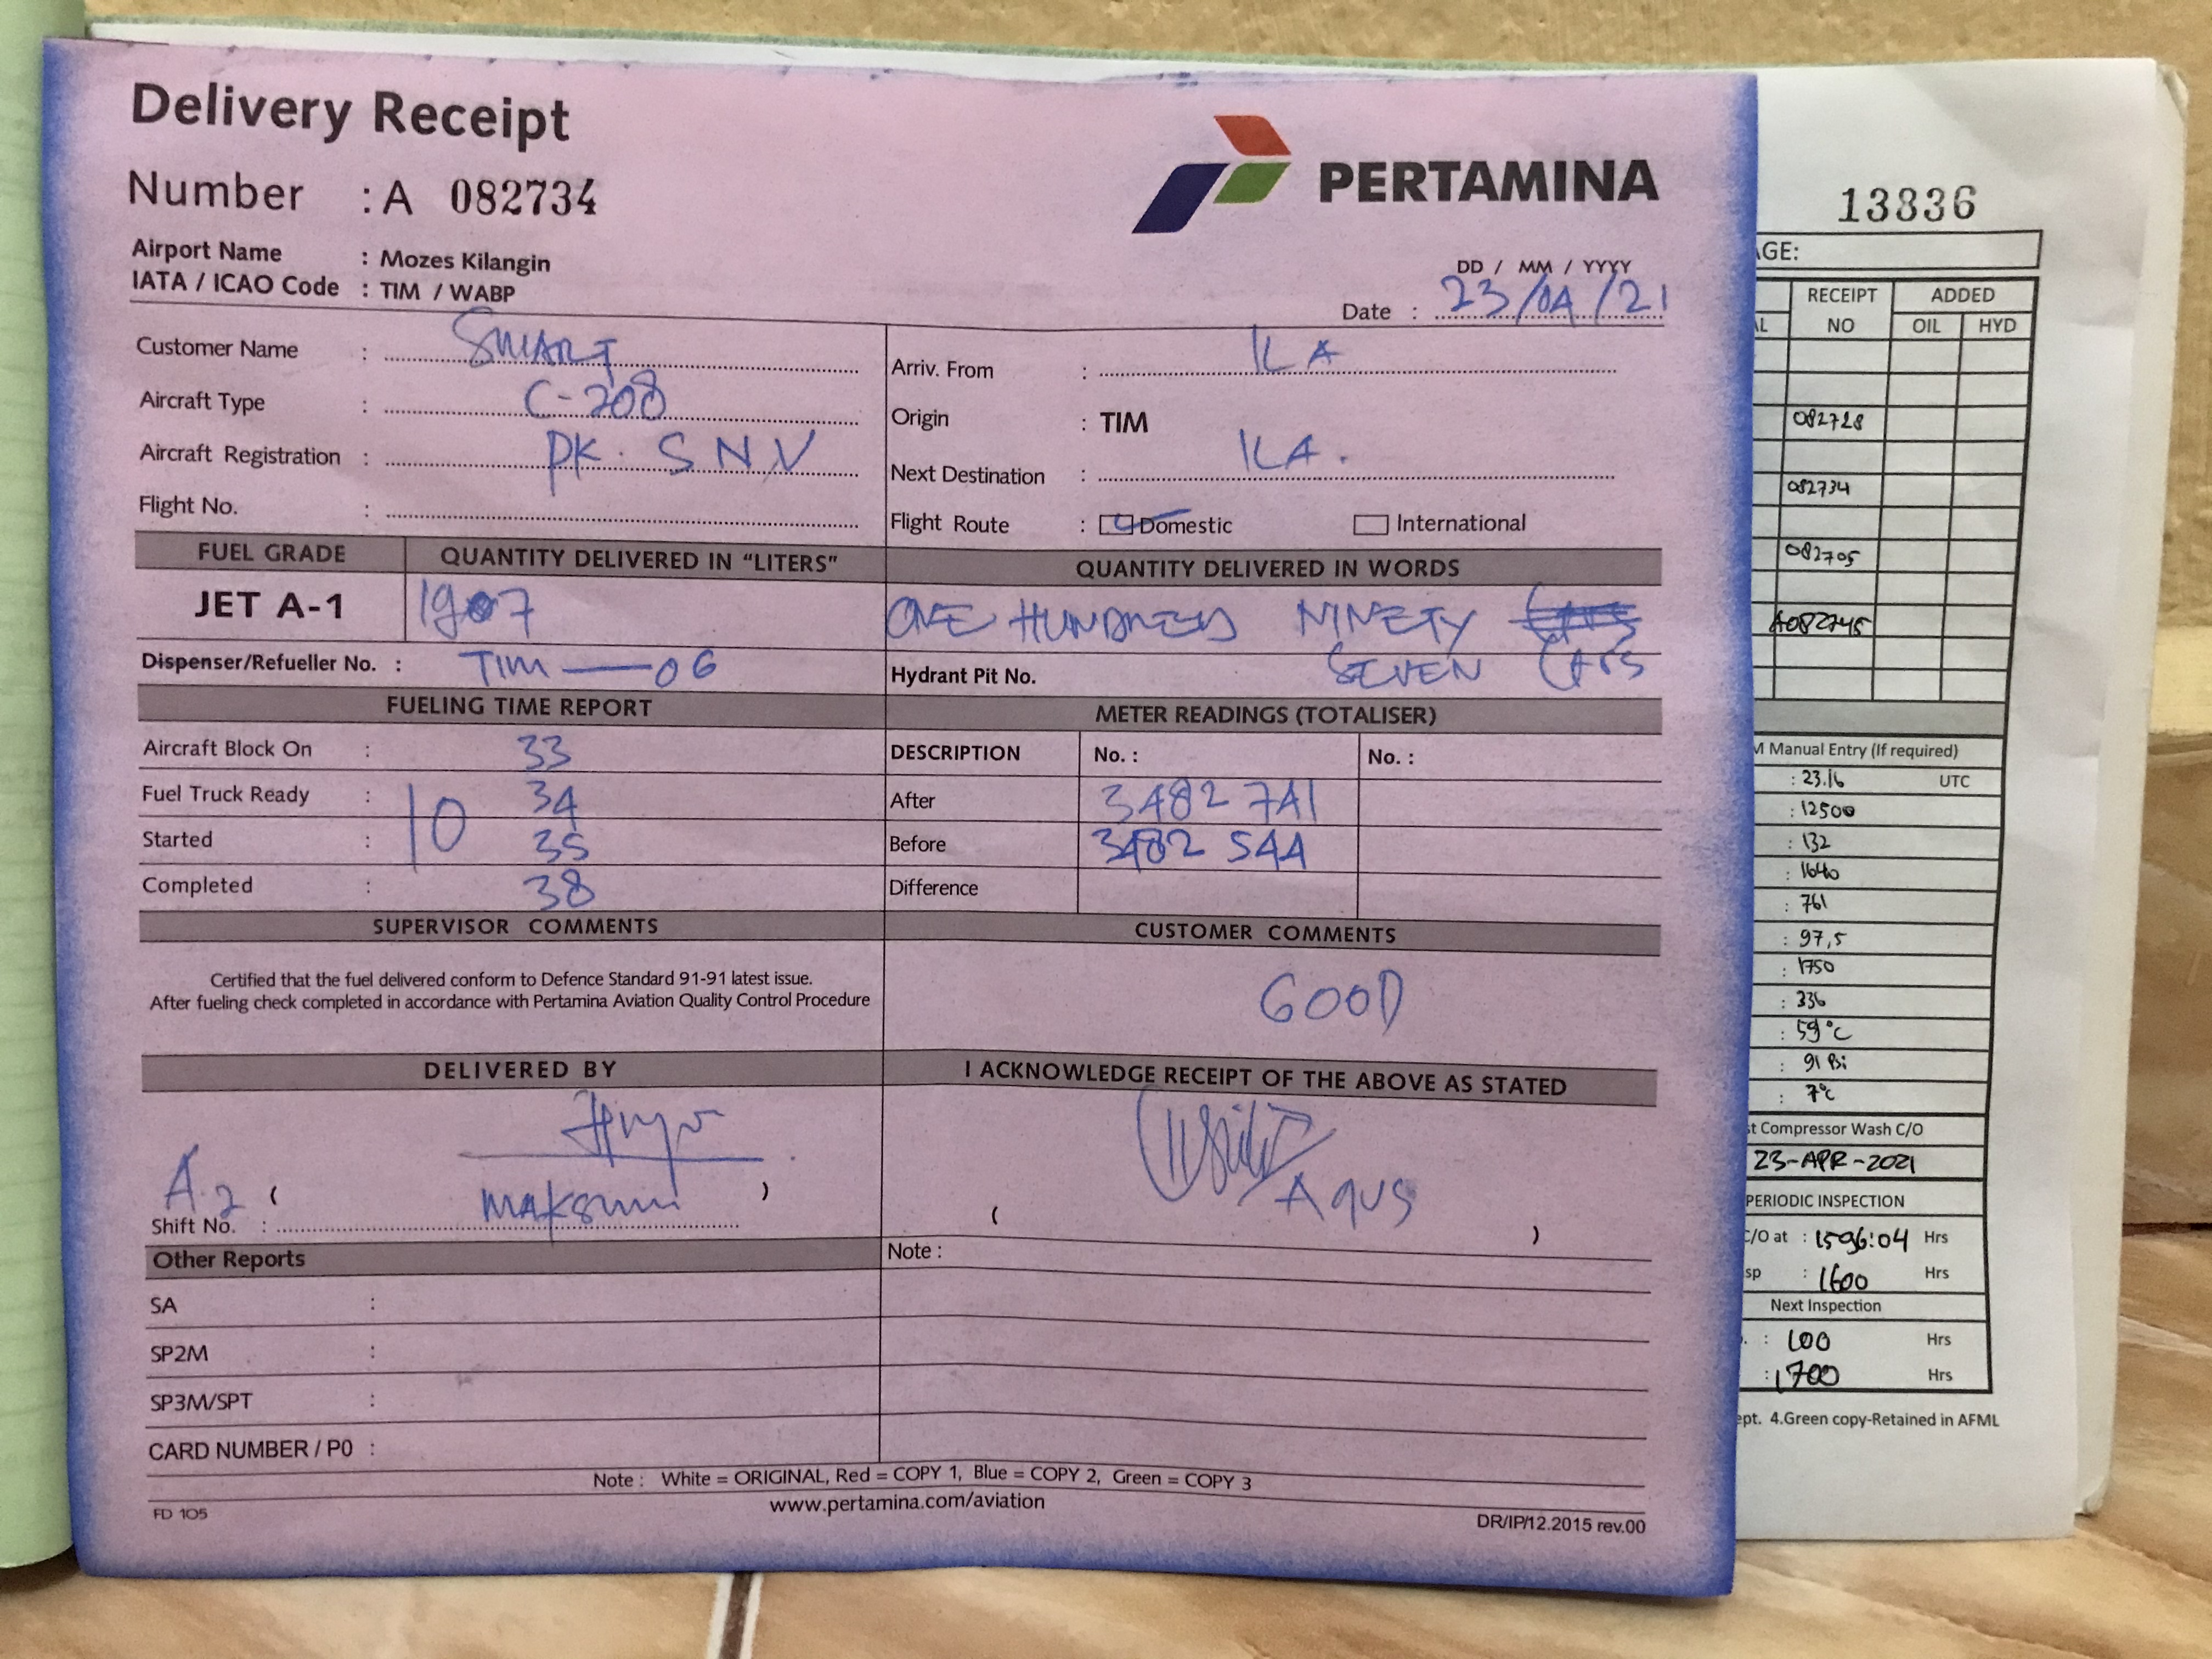 Delivery Receipt
Number : A 082734
PERTAMINA
Airport Name : Mozes Kilangin
IATA / ICAO Code : TIM / WABP
DD / MM / YYYY
Date : 23/04/21
Customer Name : SMART
Aircraft Type : C-208
Aircraft Registration : PK. SNV
Flight No. :
Arriv. From : ILA
Origin : TIM
Next Destination : ILA.
Flight Route : Domestic International
FUEL GRADE QUANTITY DELIVERED IN “LITERS” QUANTITY DELIVERED IN WORDS
JET A-1 ONE HUNDRED NINETY
SEVEN
Dispenser/Refueller No. : TIM — 06
Hydrant Pit No.
FUELING TIME REPORT
Aircraft Block On : 33
Fuel Truck Ready : 34
10
Started : 35
Completed : 38
METER READINGS (TOTALISER)
DESCRIPTION No. : No. :
After 3482 741
Before 3482 544
Difference
SUPERVISOR COMMENTS
Certified that the fuel delivered conform to Defence Standard 91-91 latest issue.
After fueling check completed in accordance with Pertamina Aviation Quality Control Procedure
CUSTOMER COMMENTS
GOOD
DELIVERED BY
A.2 ( )
Shift No. :
I ACKNOWLEDGE RECEIPT OF THE ABOVE AS STATED
Agus
( )
Other Reports
SA :
SP2M :
SP3M/SPT :
CARD NUMBER / P0 :
Note :
Note : White = ORIGINAL, Red = COPY 1, Blue = COPY 2, Green = COPY 3
www.pertamina.com/aviation
FD 105
DR/IP/12.2015 rev.00
13836
AGE:
RECEIPT NO ADDED
OIL HYD
082728
082734
082705
A082745
M Manual Entry (If required)
: 23.16 UTC
: 12500
: 132
: 1640
: 761
: 97,5
: 1750
: 336
: 59°C
: 91
: 7°C
st Compressor Wash C/O
23-APR-2021
PERIODIC INSPECTION
C/O at : 1596:04 Hrs
sp : 1600 Hrs
Next Inspection
: 100 Hrs
: 1700 Hrs
ept. 4.Green copy-Retained in AFML